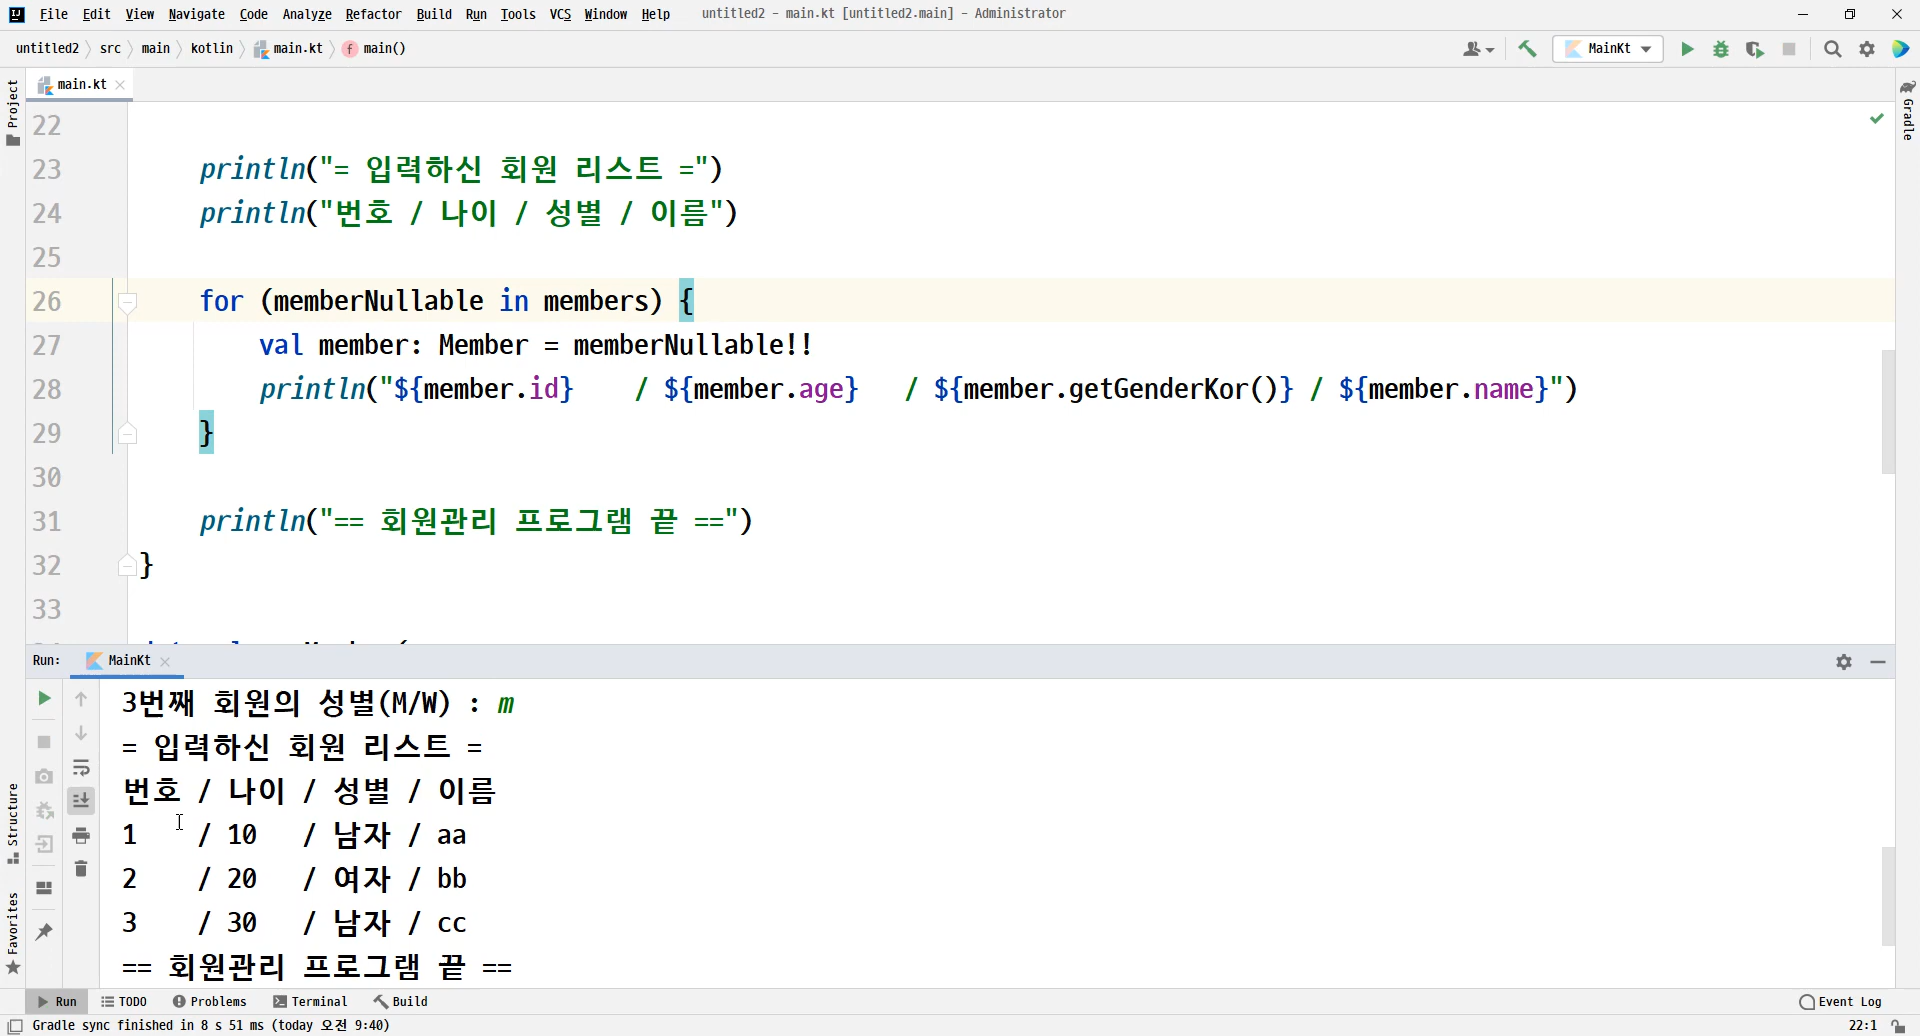 File Edit View Navigate Code Analyze Refactor Build Run Tools VCS Window Help untitled2 - main.kt [untitled2.main] - Administrator
untitled2 src main kotlin main.kt main() MainKt
main.kt
Project
Gradle
22
23 println("= 입력하신 회원 리스트 =")
24 println("번호 / 나이 / 성별 / 이름")
25
26 for (memberNullable in members) {
27 val member: Member = memberNullable!!
28 println("${member.id}    / ${member.age}   / ${member.getGenderKor()} / ${member.name}")
29 }
30
31 println("== 회원관리 프로그램 끝 ==")
32 }
33
Run: MainKt
3번째 회원의 성별(M/W) : m
= 입력하신 회원 리스트 =
번호 / 나이 / 성별 / 이름
1    / 10   / 남자 / aa
2    / 20   / 여자 / bb
3    / 30   / 남자 / cc
== 회원관리 프로그램 끝 ==
Structure
Favorites
Run TODO Problems Terminal Build Event Log
Gradle sync finished in 8 s 51 ms (today 오전 9:40) 22:1